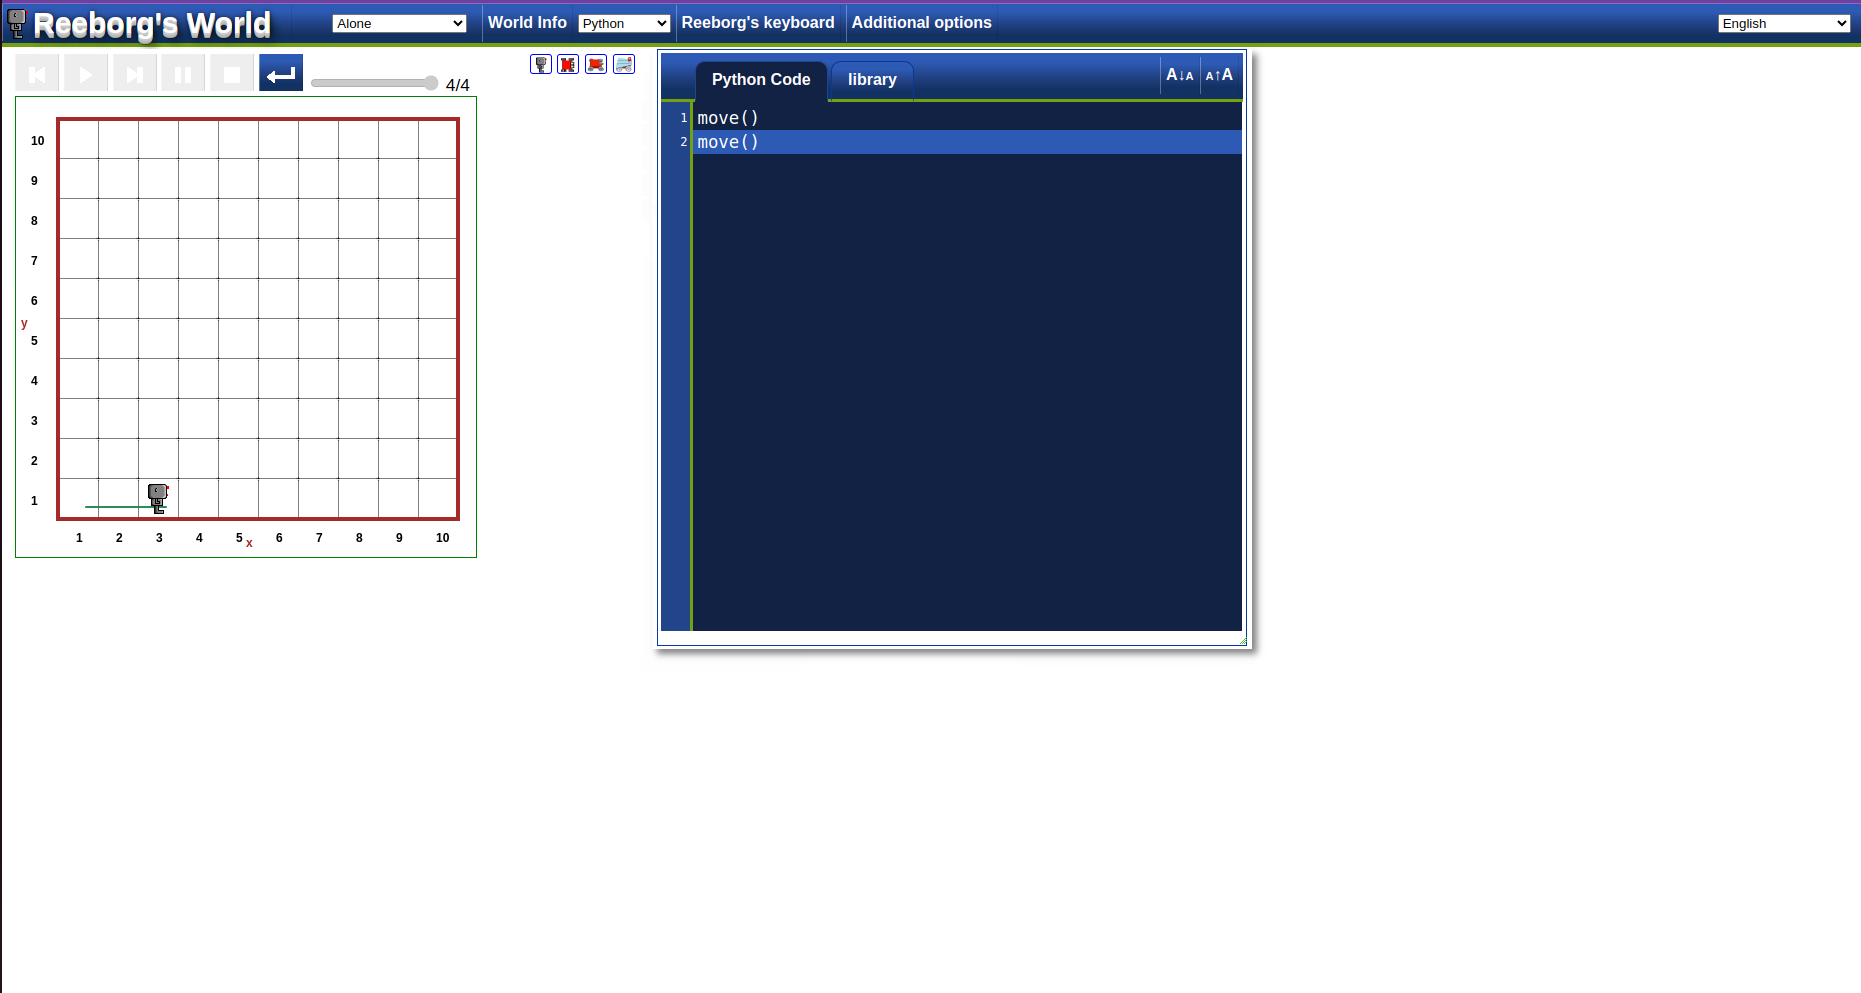 Reeborg's World
Alone
World Info
Python
Reeborg's keyboard
Additional options
English
4/4
Python Code
library
A↓A
A↑A
1 move()
2 move()
10
9
8
7
6
y
5
4
3
2
1
1 2 3 4 5 x 6 7 8 9 10